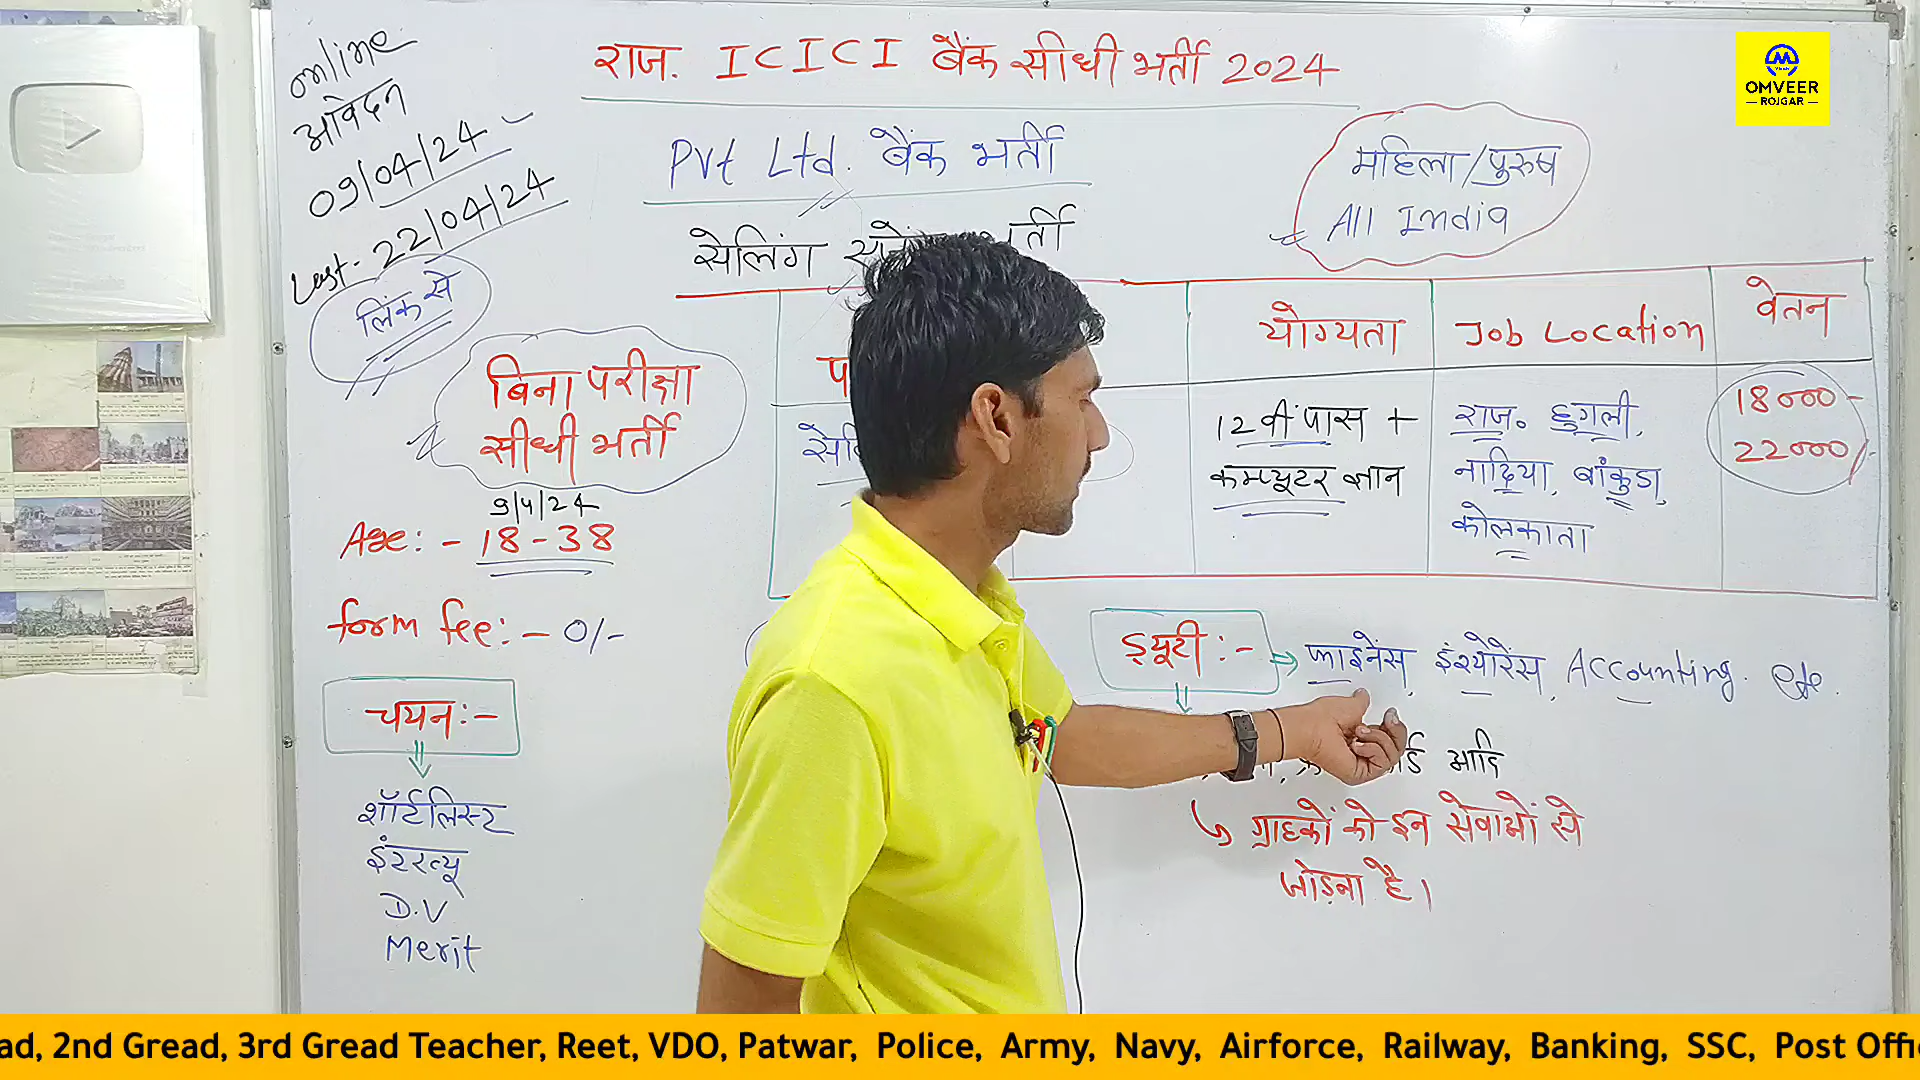 राज. ICICI बैंक सीधी भर्ती 2024
OMVEER
ROJGAR
online
आवेदन
09/04/24
Last - 22/04/24
लिंक से
Pvt Ltd. बैंक भर्ती
महिला/पुरुष
All India
सेलिंग
भर्ती
बिना परीक्षा
सीधी भर्ती
9/4/24
Age: - 18-38
form fee: - 0/-
चयन:-
शॉर्टलिस्ट
इंटरव्यू
D.V
Merit
योग्यता
Job Location
वेतन
12वीं पास +
कम्प्यूटर ज्ञान
राज. हुगली,
नादिया, बांकुडा,
कोलकाता
18000-
22000/-
ड्यूटी:-
फाइनेंस, इंश्योरेंस, Accounting. etc.
आदि
ग्राहकों को इन सेवाओं से
जोड़ना है।
2nd Gread, 3rd Gread Teacher, Reet, VDO, Patwar, Police, Army, Navy, Airforce, Railway, Banking, SSC, Post